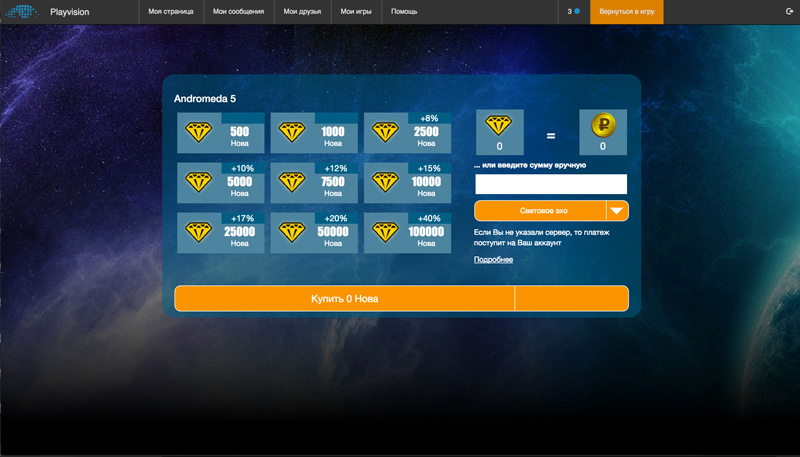 Playvision
Моя страница
Мои сообщения
Мои друзья
Мои игры
Помощь
3
Вернуться в игру
Andromeda 5
500
Нова
1000
Нова
+8%
2500
Нова
+10%
5000
Нова
+12%
7500
Нова
+15%
10000
Нова
+17%
25000
Нова
+20%
50000
Нова
+40%
100000
Нова
0
=
0
... или введите сумму вручную
Световое эхо
Если Вы не указали сервер, то платеж
поступит на Ваш аккаунт
Подробнее
Купить 0 Нова